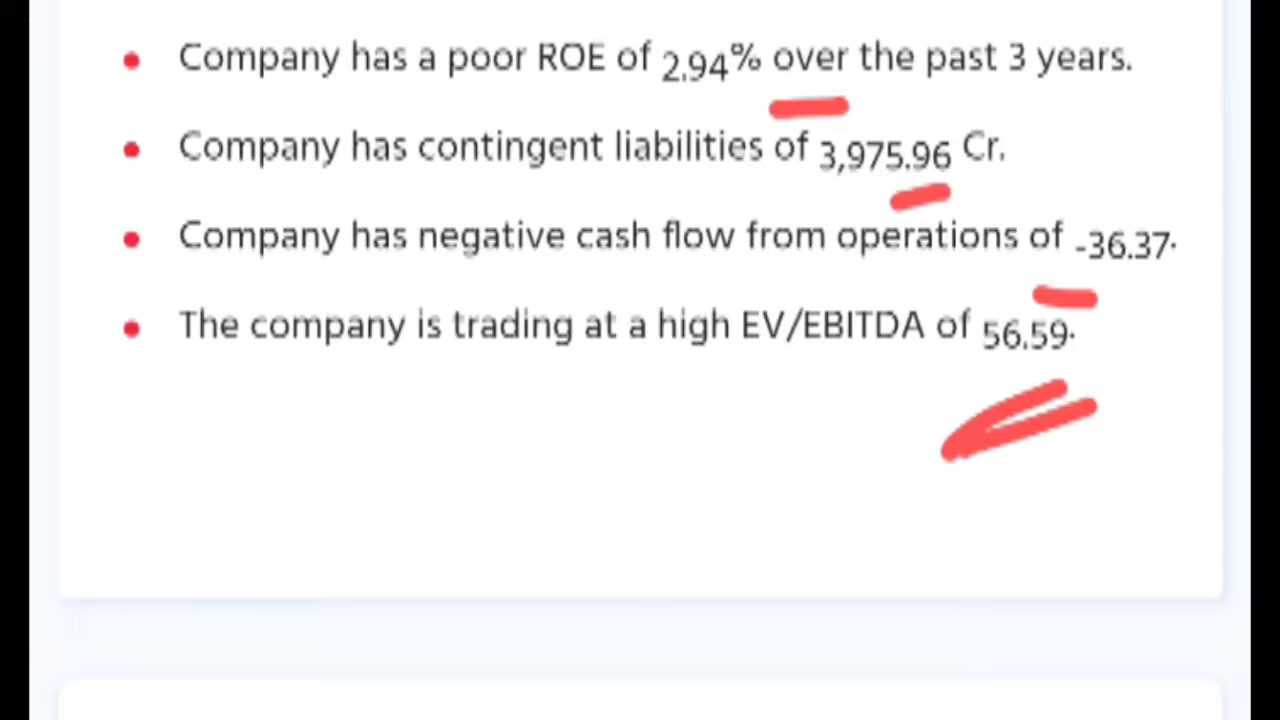 Company has a poor ROE of 2.94% over the past 3 years.
Company has contingent liabilities of 3,975.96 Cr.
Company has negative cash flow from operations of -36.37.
The company is trading at a high EV/EBITDA of 56.59.